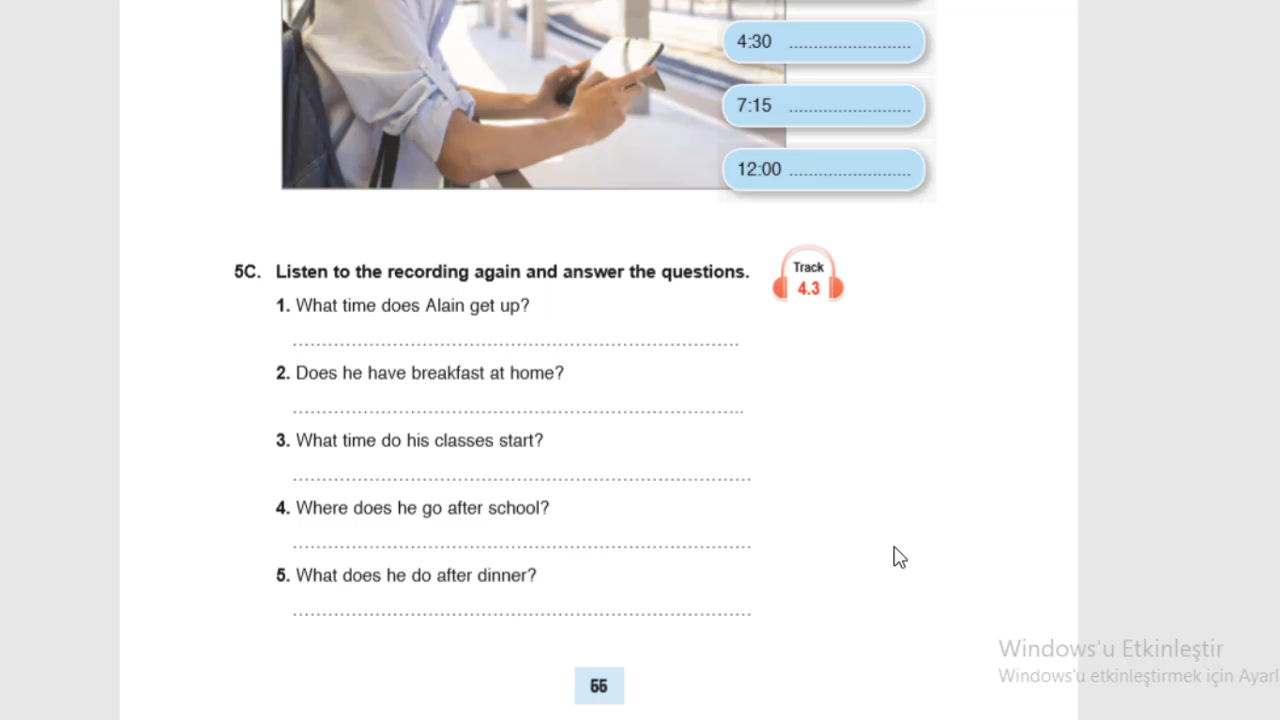 4:30 ........................
7:15 ........................
12:00 ........................
5C. Listen to the recording again and answer the questions.
Track
4.3
1. What time does Alain get up?
2. Does he have breakfast at home?
3. What time do his classes start?
4. Where does he go after school?
5. What does he do after dinner?
55
Windows'u Etkinleştir
Windows'u etkinleştirmek için Ayarl